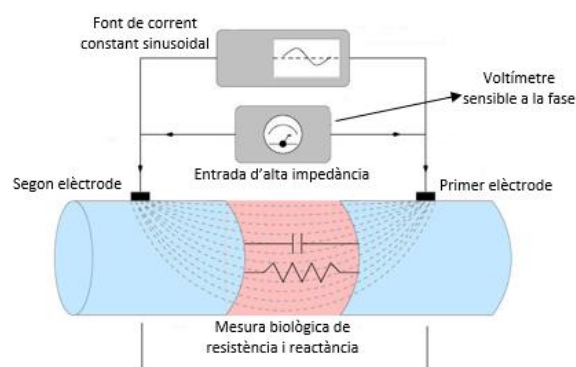 Font de corrent
constant sinusoidal
Voltímetre
sensible a la fase
Entrada d'alta impedància
Segon elèctrode
Primer elèctrode
Mesura biològica de
resistència i reactància